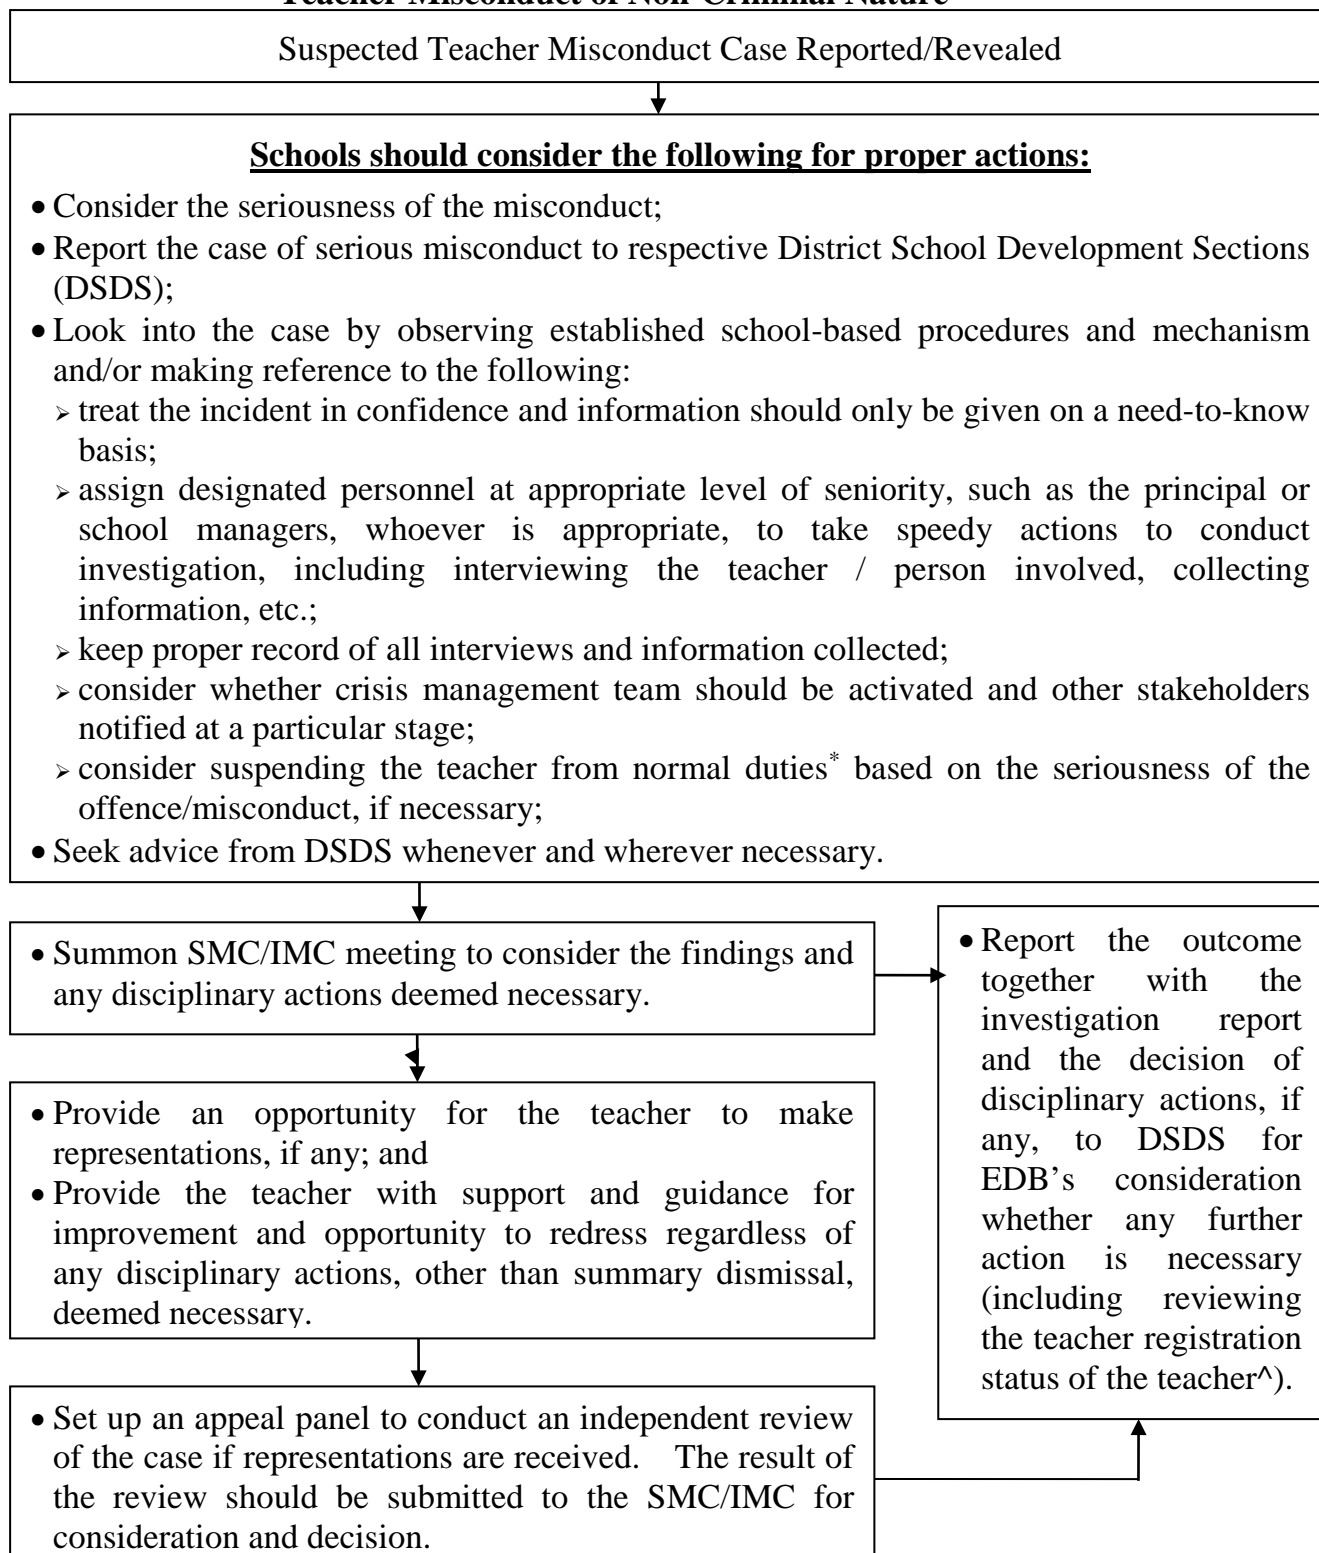 Teacher Misconduct of Non-Criminal Nature
Suspected Teacher Misconduct Case Reported/Revealed
Schools should consider the following for proper actions:
• Consider the seriousness of the misconduct;
• Report the case of serious misconduct to respective District School Development Sections
(DSDS);
• Look into the case by observing established school-based procedures and mechanism
and/or making reference to the following:
➢ treat the incident in confidence and information should only be given on a need-to-know
basis;
➢ assign designated personnel at appropriate level of seniority, such as the principal or
school managers, whoever is appropriate, to take speedy actions to conduct
investigation, including interviewing the teacher / person involved, collecting
information, etc.;
➢ keep proper record of all interviews and information collected;
➢ consider whether crisis management team should be activated and other stakeholders
notified at a particular stage;
➢ consider suspending the teacher from normal duties* based on the seriousness of the
offence/misconduct, if necessary;
• Seek advice from DSDS whenever and wherever necessary.
• Summon SMC/IMC meeting to consider the findings and
any disciplinary actions deemed necessary.
• Provide an opportunity for the teacher to make
representations, if any; and
• Provide the teacher with support and guidance for
improvement and opportunity to redress regardless of
any disciplinary actions, other than summary dismissal,
deemed necessary.
• Set up an appeal panel to conduct an independent review
of the case if representations are received. The result of
the review should be submitted to the SMC/IMC for
consideration and decision.
• Report the outcome
together with the
investigation report
and the decision of
disciplinary actions, if
any, to DSDS for
EDB's consideration
whether any further
action is necessary
(including reviewing
the teacher registration
status of the teacher^).